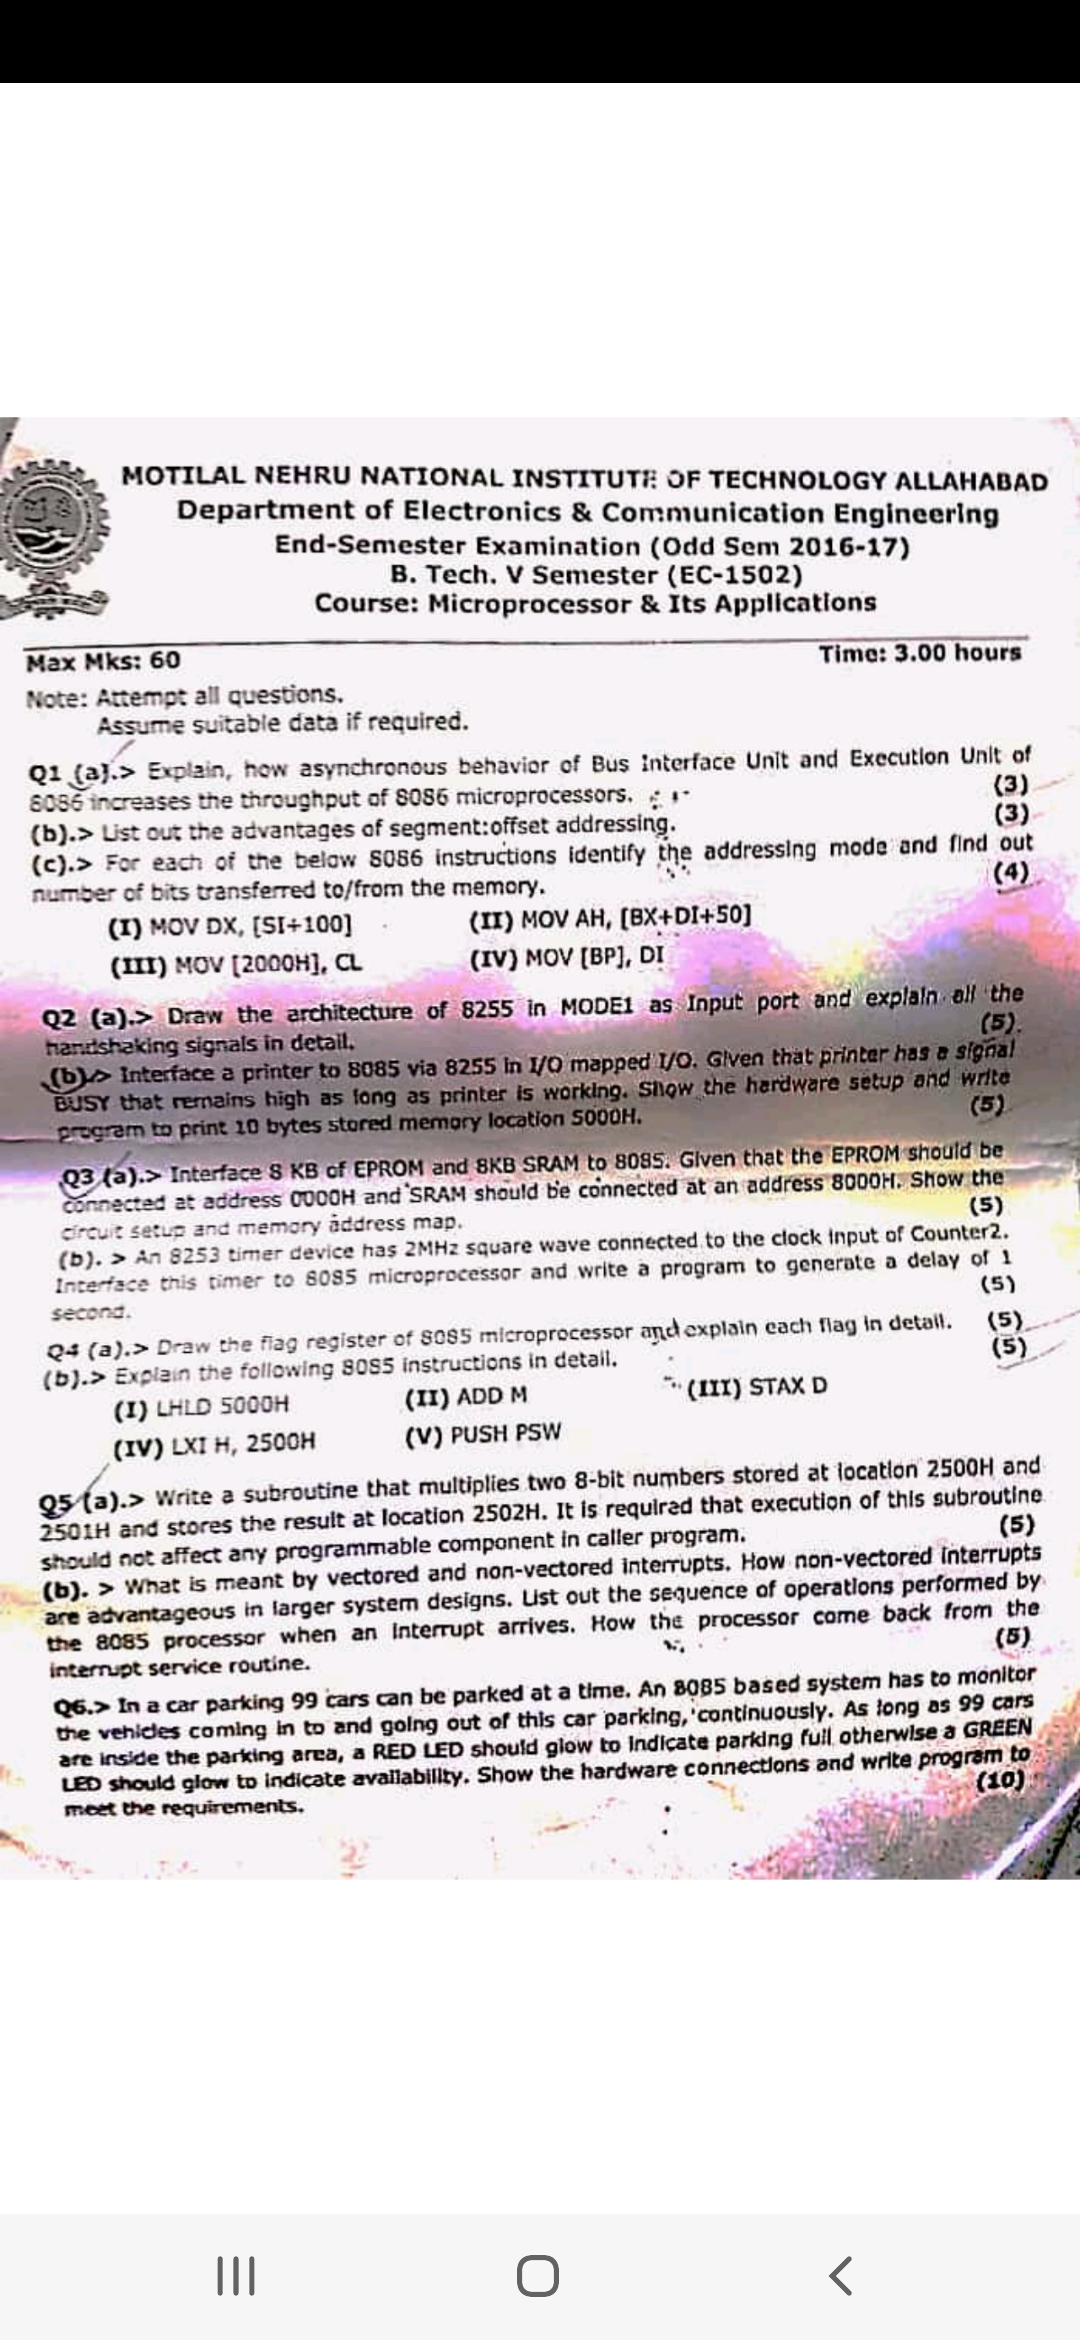 MOTILAL NEHRU NATIONAL INSTITUTE OF TECHNOLOGY ALLAHABAD
Department of Electronics & Communication Engineering
End-Semester Examination (Odd Sem 2016-17)
B. Tech. V Semester (EC-1502)
Course: Microprocessor & Its Applications
Max Mks: 60 Time: 3.00 hours
Note: Attempt all questions.
Assume suitable data if required.
Q1 (a).> Explain, how asynchronous behavior of Bus Interface Unit and Execution Unit of
8086 increases the throughput of 8086 microprocessors. (3)
(b).> List out the advantages of segment:offset addressing. (3)
(c).> For each of the below 8086 instructions identify the addressing mode and find out
number of bits transferred to/from the memory. (4)
(I) MOV DX, [SI+100] (II) MOV AH, [BX+DI+50]
(III) MOV [2000H], CL (IV) MOV [BP], DI
Q2 (a).> Draw the architecture of 8255 in MODE1 as Input port and explain all the
handshaking signals in detail. (5)
(b).> Interface a printer to 8085 via 8255 in I/O mapped I/O. Given that printer has a signal
BUSY that remains high as long as printer is working. Show the hardware setup and write
program to print 10 bytes stored memory location 5000H. (5)
Q3 (a).> Interface 8 KB of EPROM and 8KB SRAM to 8085. Given that the EPROM should be
connected at address 0000H and SRAM should be connected at an address 8000H. Show the
circuit setup and memory address map. (5)
(b). > An 8253 timer device has 2MHz square wave connected to the clock input of Counter2.
Interface this timer to 8085 microprocessor and write a program to generate a delay of 1
second. (5)
Q4 (a).> Draw the flag register of 8085 microprocessor and explain each flag in detail. (5)
(b).> Explain the following 8085 instructions in detail. (5)
(I) LHLD 5000H (II) ADD M (III) STAX D
(IV) LXI H, 2500H (V) PUSH PSW
Q5 (a).> Write a subroutine that multiplies two 8-bit numbers stored at location 2500H and
2501H and stores the result at location 2502H. It is required that execution of this subroutine
should not affect any programmable component in caller program. (5)
(b). > What is meant by vectored and non-vectored interrupts. How non-vectored interrupts
are advantageous in larger system designs. List out the sequence of operations performed by
the 8085 processor when an interrupt arrives. How the processor come back from the
interrupt service routine. (5)
Q6.> In a car parking 99 cars can be parked at a time. An 8085 based system has to monitor
the vehicles coming in to and going out of this car parking, continuously. As long as 99 cars
are inside the parking area, a RED LED should glow to indicate parking full otherwise a GREEN
LED should glow to indicate availability. Show the hardware connections and write program to
meet the requirements. (10)